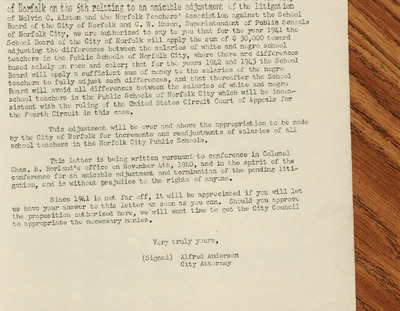 of Norfolk on the 5th relating to an amicable adjustment of the litigation
of Melvin O. Alston and the Norfolk Teachers' Association against the School
Board of the City of Norfolk and C. W. Mason, Superintendent of Public Schools
of Norfolk City, we are authorized to say to you that for the year 1941 the
School Board of the City of Norfolk will apply the sum of $ 30,000 toward
adjusting the differences between the salaries of white and negro school
teachers in the Public Schools of Norfolk City, where there are differences
based solely on race and color; that for the years 1942 and 1943 the School
Board will apply a sufficient sum of money to the salaries of the negro
teachers to fully adjust such differences, and that thereafter the School
Board will avoid all differences between the salaries of white and negro
school teachers in the Public Schools of Norfolk City which will be incon-
sistent with the ruling of the United States Circuit Court of Appeals for
the Fourth Circuit in this case.
This adjustment will be over and above the appropriation to be made
by the City of Norfolk for increments and readjustments of salaries of all
school teachers in the Norfolk City Public Schools.
This letter is being written pursuant to conference in Colonel
Chas. B. Borland's office on November 4th, 1940, and in the spirit of the
conference for an amicable adjustment and termination of the pending liti-
gation, and is without prejudice to the rights of anyone.
Since 1941 is not far off, it will be appreciated if you will let
us have your answer to this letter as soon as you can. Should you approve
the proposition authorized here, we will want time to get the City Council
to appropriate the necessary monies.
Very truly yours,
(Signed) Alfred Anderson
City Attorney